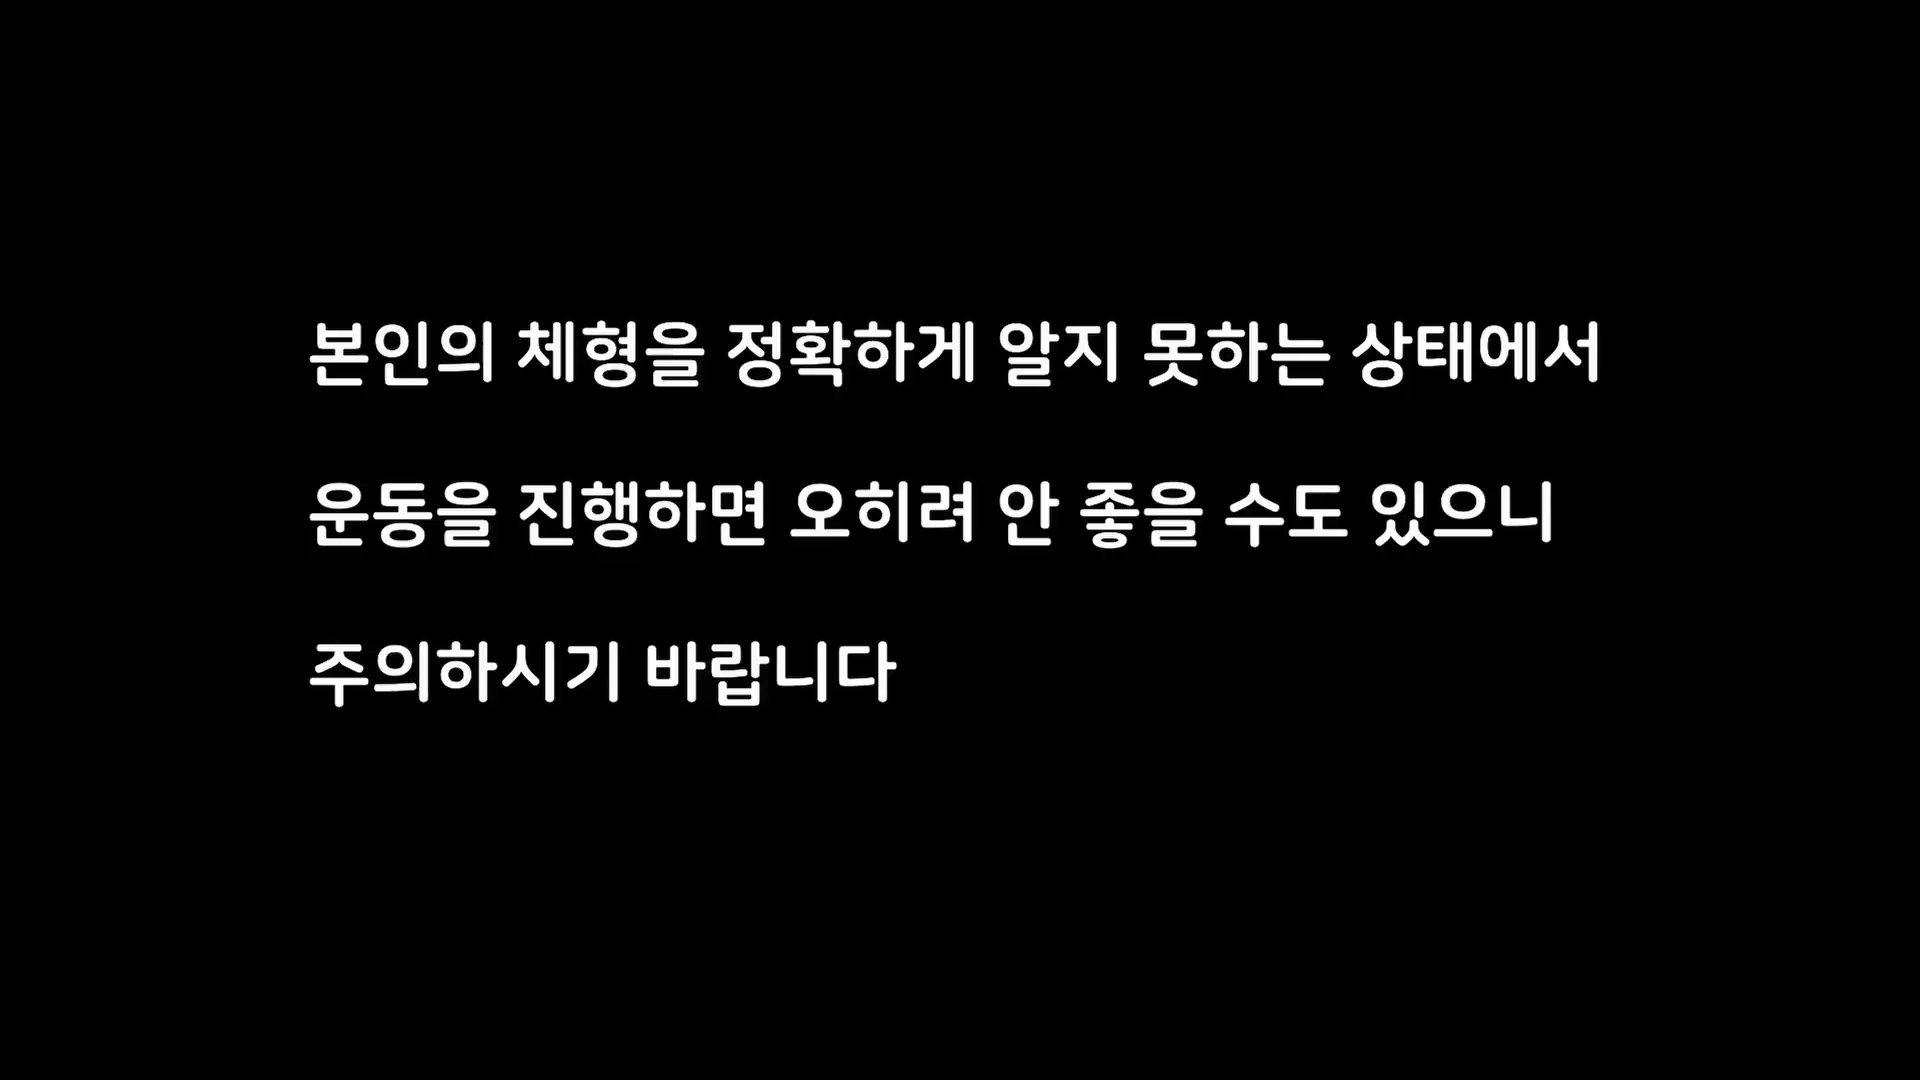 본인의 체형을 정확하게 알지 못하는 상태에서
운동을 진행하면 오히려 안 좋을 수도 있으니
주의하시기 바랍니다